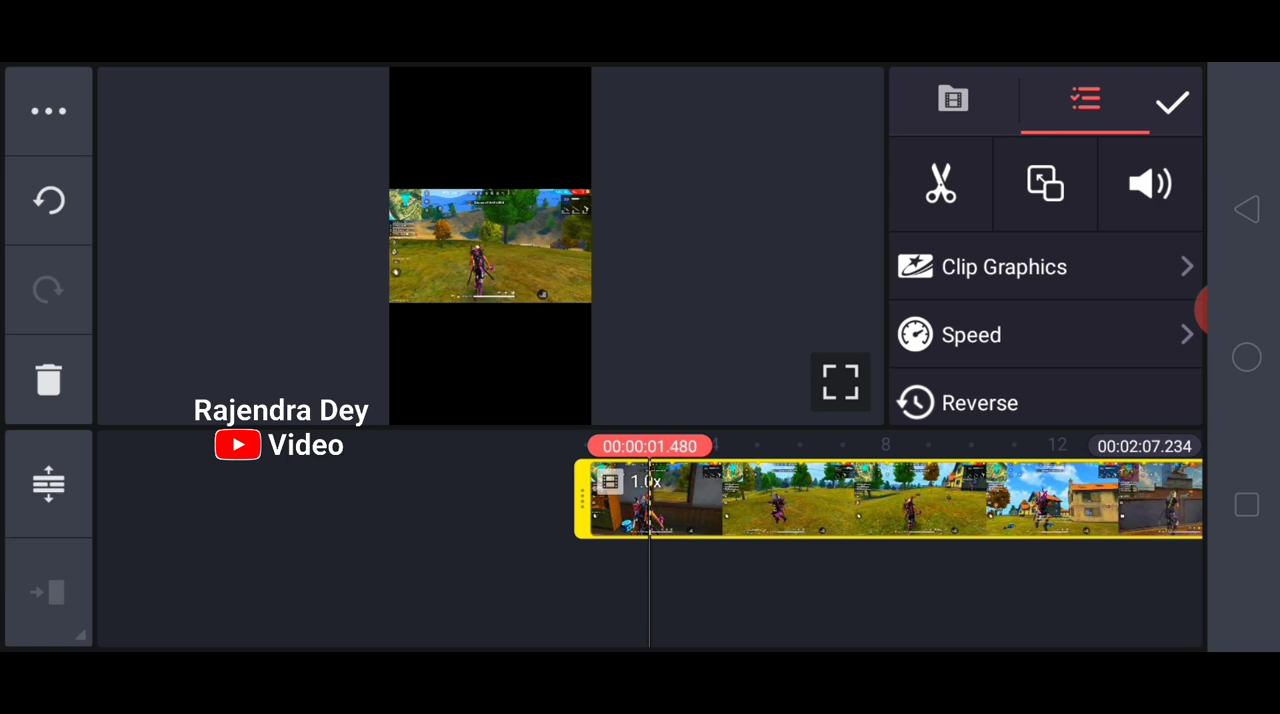 Clip Graphics
Speed
Reverse
Rajendra Dey
Video
00:00:01.480
4
8
12
00:02:07.234
1.0x